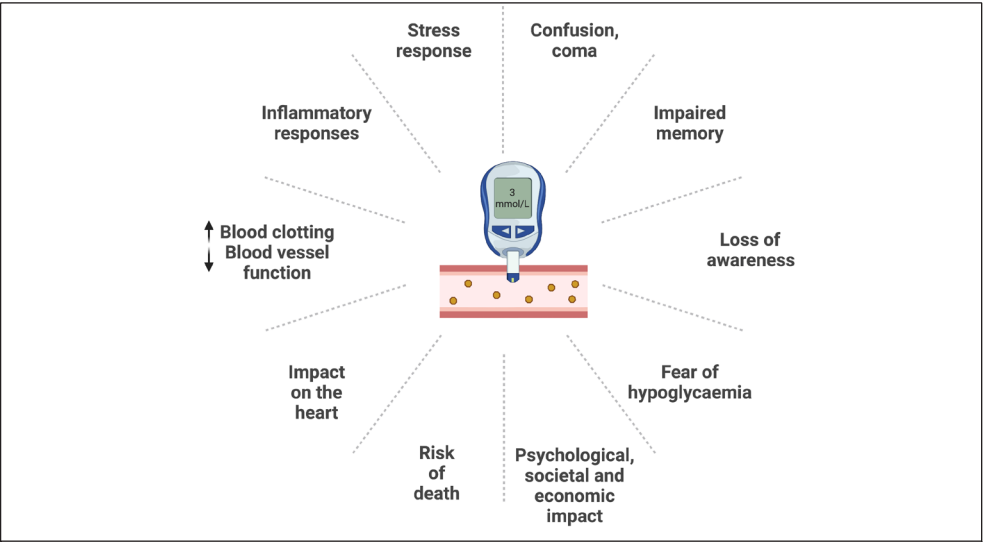 Stress
response
Confusion,
coma
Inflammatory
responses
Impaired
memory
3
mmol/L
Blood clotting
Blood vessel
function
Loss of
awareness
Impact
on the
heart
Fear of
hypoglycaemia
Risk
of
death
Psychological,
societal and
economic
impact